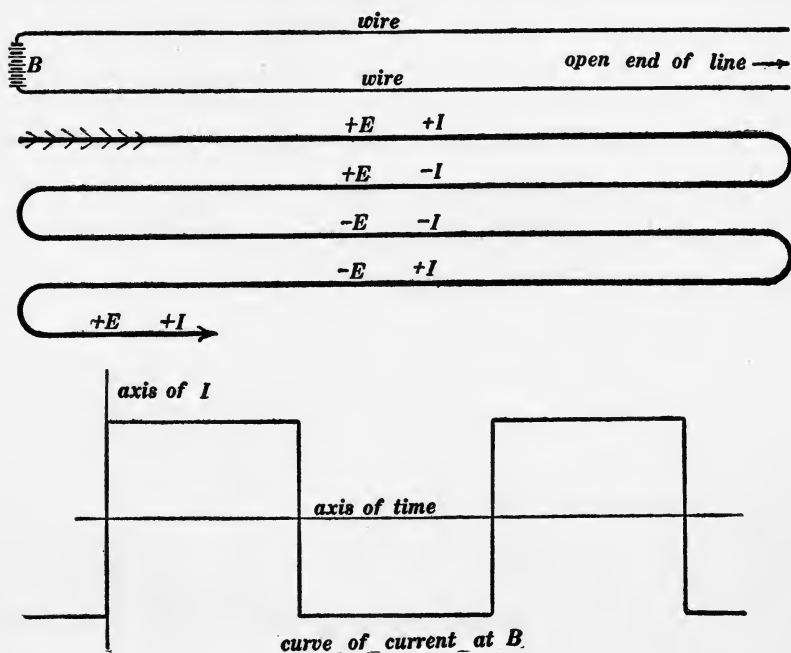 wire
B
open end of line
wire
+E +I
+E -I
-E -I
-E +I
+E +I
axis of I
axis of time
curve of current at B